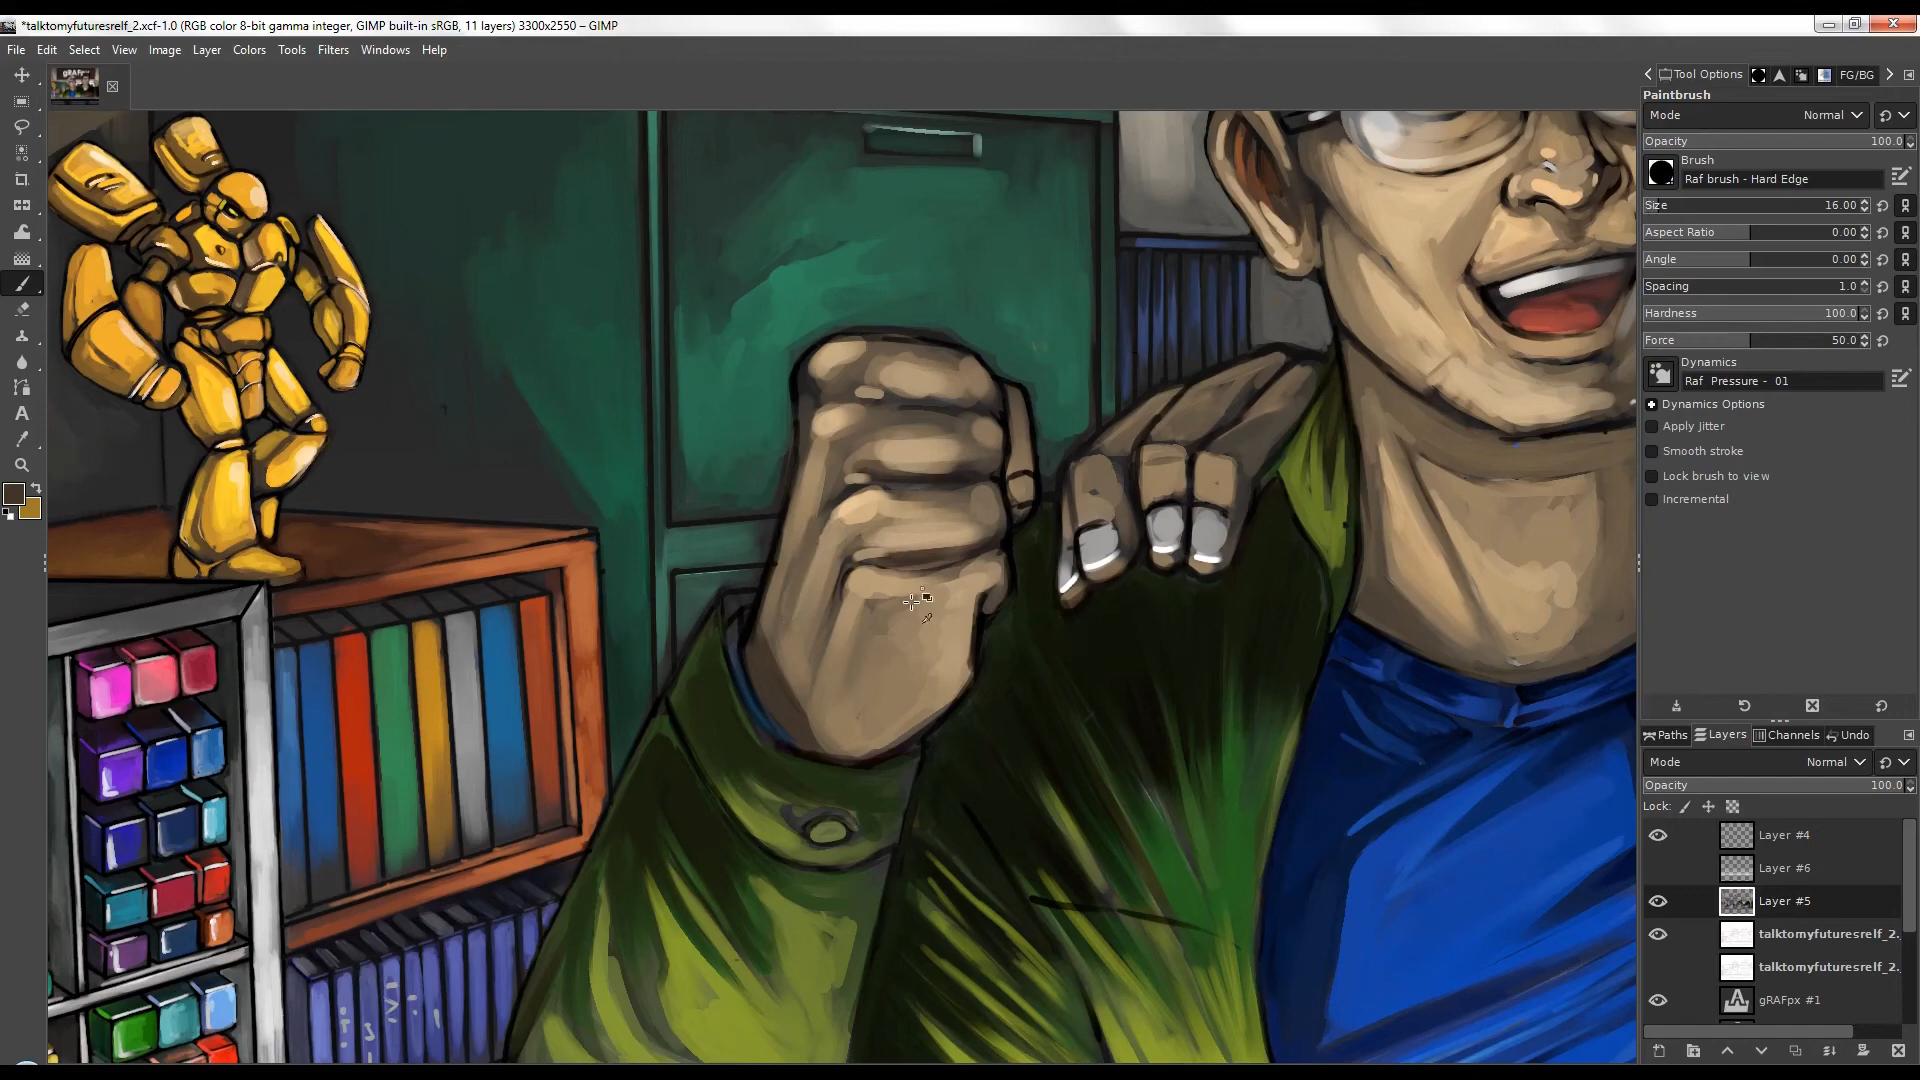 *talktomyfuturesrelf_2.xcf-1.0 (RGB color 8-bit gamma integer, GIMP built-in sRGB, 11 layers) 3300x2550 – GIMP
File Edit Select View Image Layer Colors Tools Filters Windows Help
Tool Options FG/BG
Paintbrush
Mode Normal
Opacity 100.0
Brush
Raf brush - Hard Edge
Size 16.00
Aspect Ratio 0.00
Angle 0.00
Spacing 1.0
Hardness 100.0
Force 50.0
Dynamics
Raf Pressure - 01
Dynamics Options
Apply Jitter
Smooth stroke
Lock brush to view
Incremental
Paths Layers Channels Undo
Mode Normal
Opacity 100.0
Lock:
Layer #4
Layer #6
Layer #5
talktomyfuturesrelf_2.
talktomyfuturesrelf_2.
gRAFpx #1